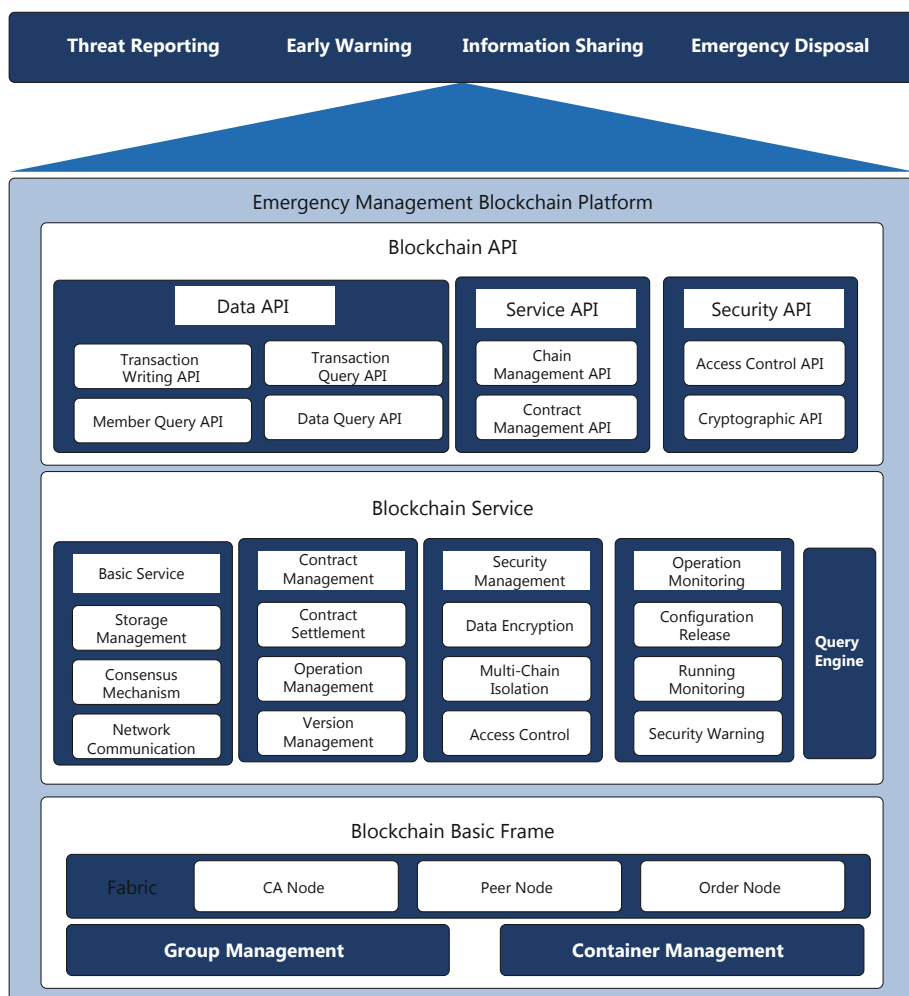 Threat Reporting Early Warning Information Sharing Emergency Disposal
Emergency Management Blockchain Platform
Blockchain API
Data API
Transaction
Writing API
Transaction
Query API
Member Query API
Data Query API
Service API
Chain
Management API
Contract
Management API
Security API
Access Control API
Cryptographic API
Blockchain Service
Basic Service
Storage
Management
Consensus
Mechanism
Network
Communication
Contract
Management
Contract
Settlement
Operation
Management
Version
Management
Security
Management
Data Encryption
Multi-Chain
Isolation
Access Control
Operation
Monitoring
Configuration
Release
Running
Monitoring
Security Warning
Query
Engine
Blockchain Basic Frame
Fabric
CA Node
Peer Node
Order Node
Group Management
Container Management